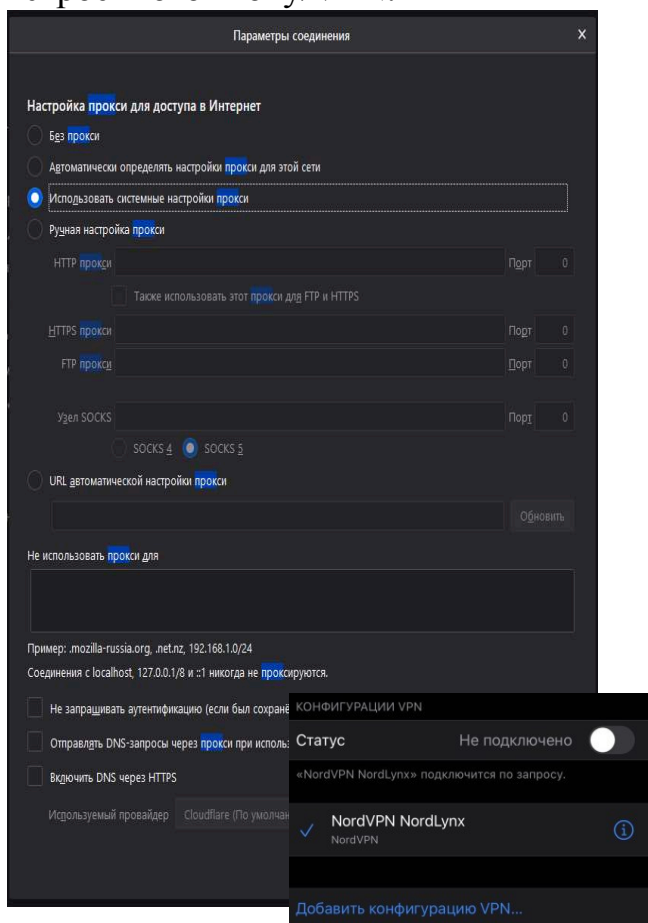 Параметры соединения
Настройка прокси для доступа в Интернет
Без прокси
Автоматически определять настройки прокси для этой сети
Использовать системные настройки прокси
Ручная настройка прокси
HTTP прокси Порт 0
Также использовать этот прокси для FTP и HTTPS
HTTPS прокси Порт 0
FTP прокси Порт 0
Узел SOCKS Порт 0
SOCKS 4 SOCKS 5
URL автоматической настройки прокси
Обновить
Не использовать прокси для
Пример: .mozilla-russia.org, .net.nz, 192.168.1.0/24
Соединения с localhost, 127.0.0.1/8 и ::1 никогда не проксируются.
Не запрашивать аутентификацию (если был сохранё
Отправлять DNS-запросы через прокси при использ
Включить DNS через HTTPS
Используемый провайдер Cloudflare (По умолчан
КОНФИГУРАЦИИ VPN
Статус Не подключено
«NordVPN NordLynx» подключится по запросу.
NordVPN NordLynx
NordVPN
Добавить конфигурацию VPN...